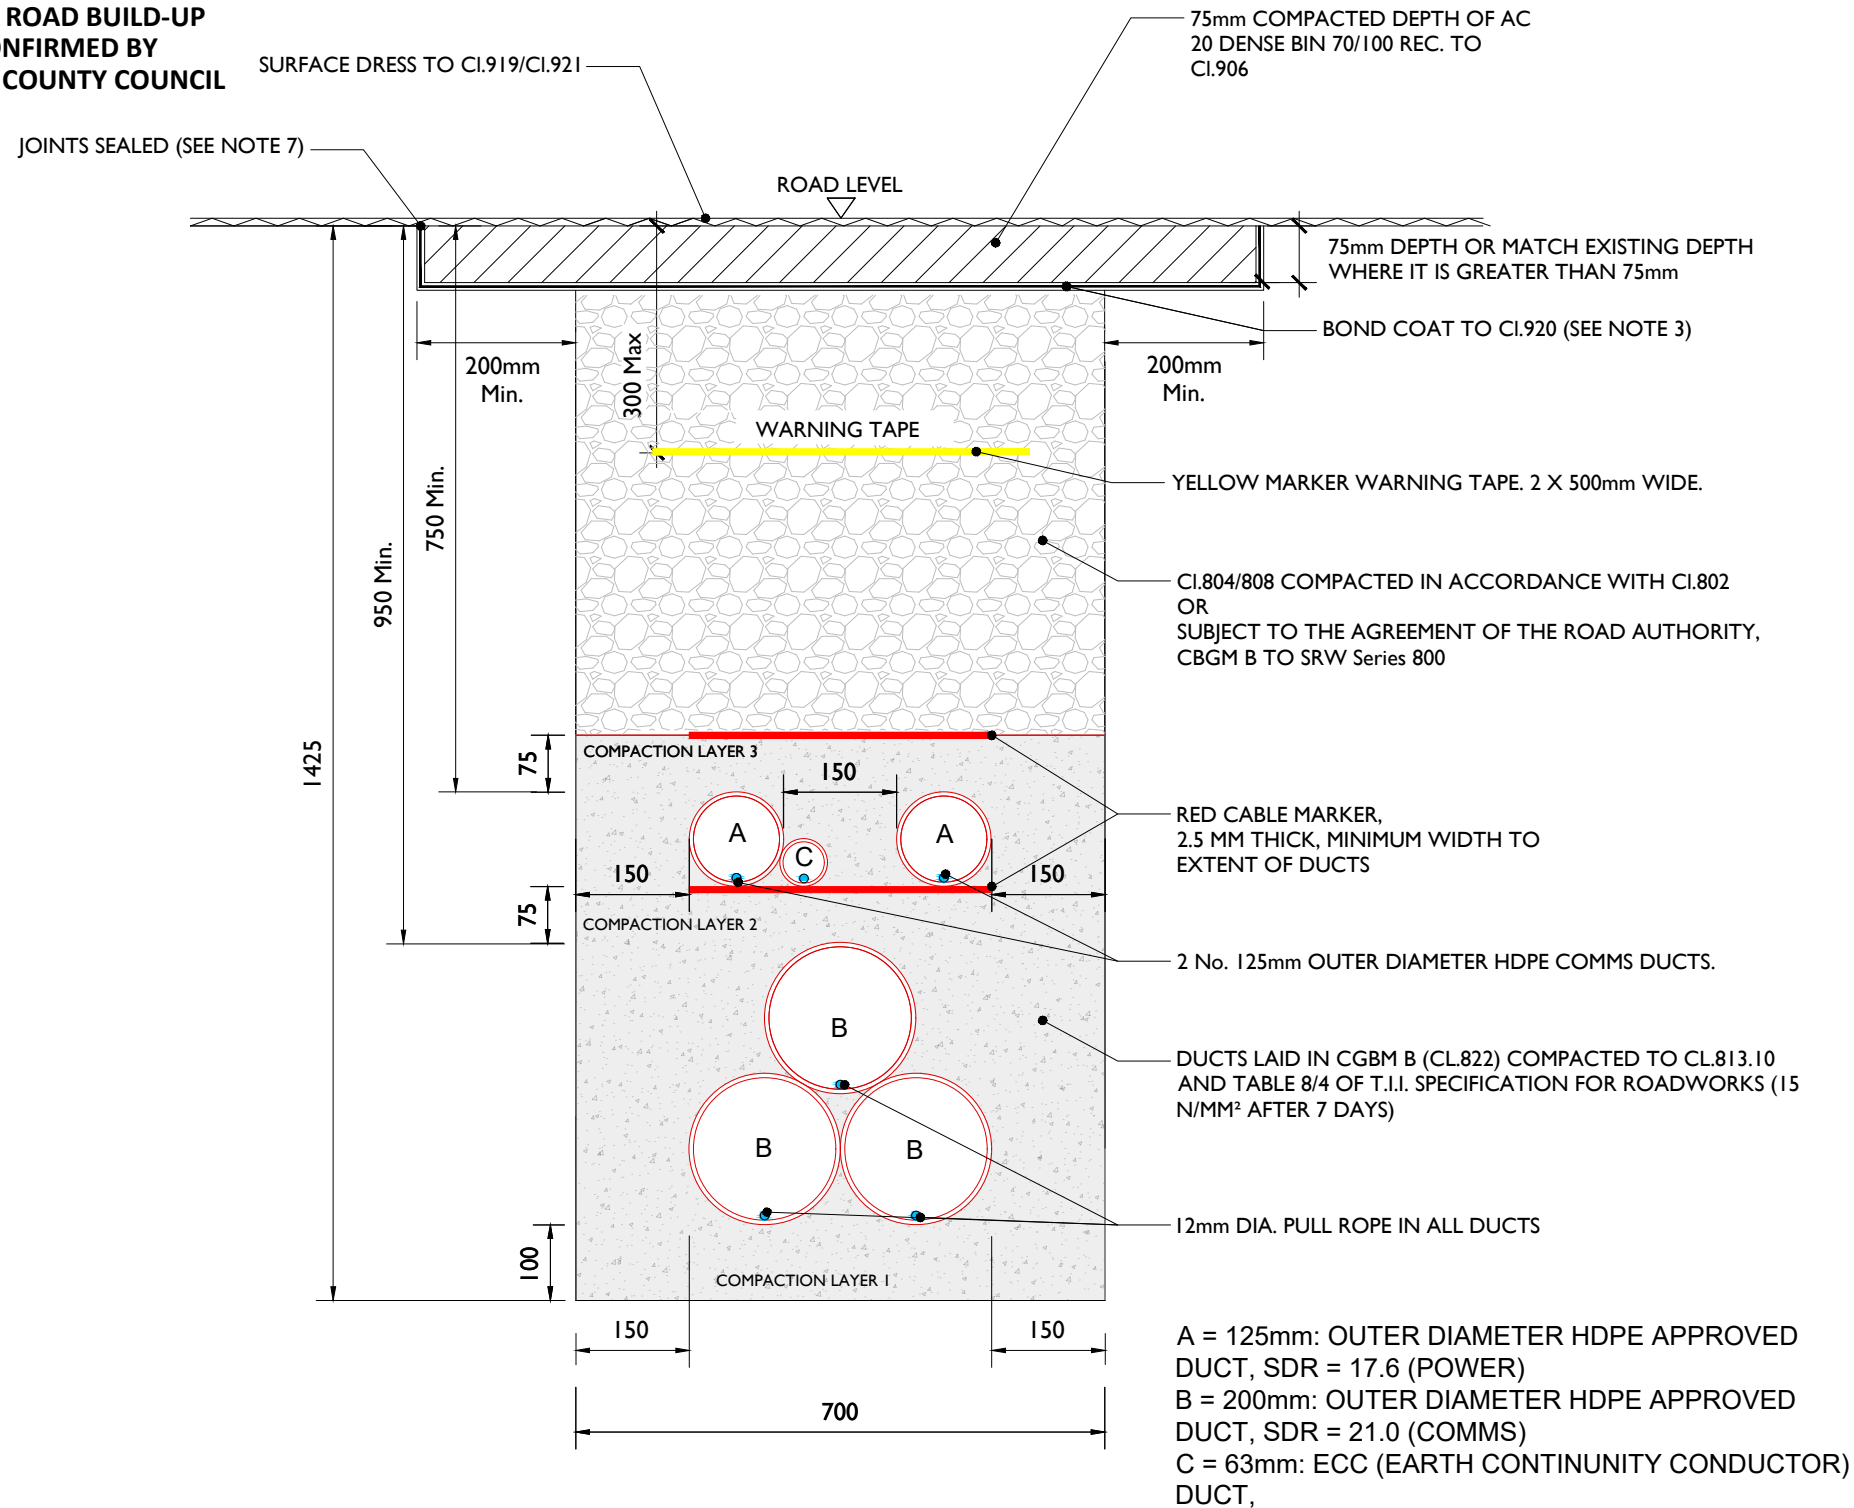 ROAD BUILD-UP
ONFIRMED BY
COUNTY COUNCIL
SURFACE DRESS TO Cl.919/Cl.921
75mm COMPACTED DEPTH OF AC
20 DENSE BIN 70/100 REC. TO
Cl.906
JOINTS SEALED (SEE NOTE 7)
ROAD LEVEL
75mm DEPTH OR MATCH EXISTING DEPTH
WHERE IT IS GREATER THAN 75mm
BOND COAT TO Cl.920 (SEE NOTE 3)
200mm
Min.
300 Max
200mm
Min.
WARNING TAPE
YELLOW MARKER WARNING TAPE. 2 X 500mm WIDE.
750 Min.
950 Min.
Cl.804/808 COMPACTED IN ACCORDANCE WITH Cl.802
OR
SUBJECT TO THE AGREEMENT OF THE ROAD AUTHORITY,
CBGM B TO SRW Series 800
1425
75
COMPACTION LAYER 3
150
A
C
A
RED CABLE MARKER,
2.5 MM THICK, MINIMUM WIDTH TO
EXTENT OF DUCTS
150
150
75
COMPACTION LAYER 2
2 No. 125mm OUTER DIAMETER HDPE COMMS DUCTS.
B
DUCTS LAID IN CGBM B (CL.822) COMPACTED TO CL.813.10
AND TABLE 8/4 OF T.I.I. SPECIFICATION FOR ROADWORKS (15
N/MM² AFTER 7 DAYS)
B
B
12mm DIA. PULL ROPE IN ALL DUCTS
100
COMPACTION LAYER 1
150
150
700
A = 125mm: OUTER DIAMETER HDPE APPROVED
DUCT, SDR = 17.6 (POWER)
B = 200mm: OUTER DIAMETER HDPE APPROVED
DUCT, SDR = 21.0 (COMMS)
C = 63mm: ECC (EARTH CONTINUNITY CONDUCTOR)
DUCT,